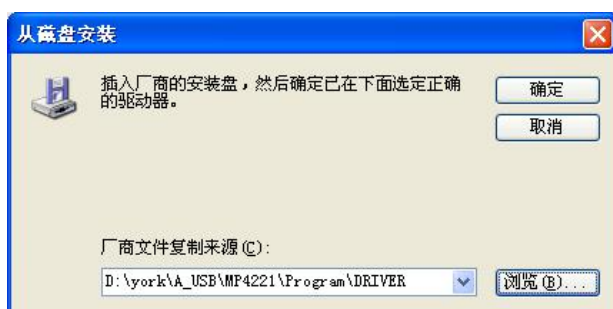 从磁盘安装
插入厂商的安装盘，然后确定已在下面选定正确
的驱动器。
确定
取消
厂商文件复制来源(C):
D:\york\A_USB\MP4221\Program\DRIVER
浏览(B)...